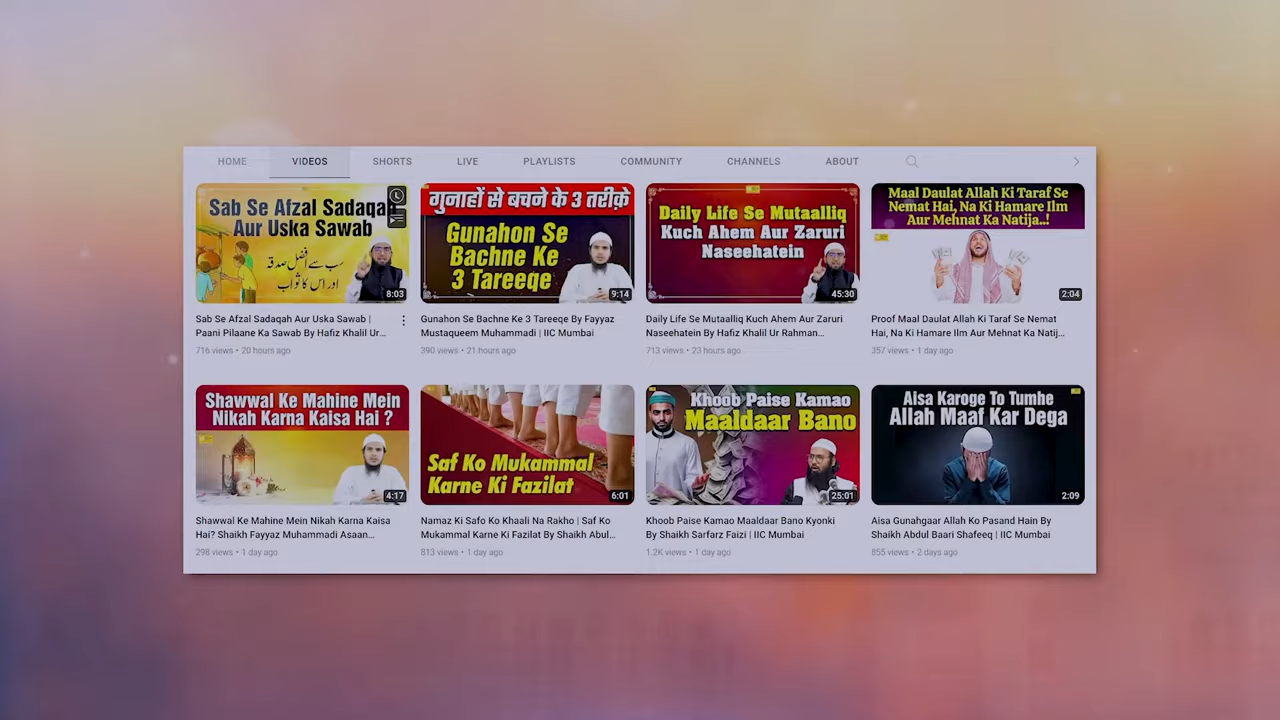 HOME VIDEOS SHORTS LIVE PLAYLISTS COMMUNITY CHANNELS ABOUT
Sab Se Afzal Sadaqah
Aur Uska Sawab
سب سے افضل صدقہ
اور اس کا ثواب
8:03
Sab Se Afzal Sadaqah Aur Uska Sawab |
Paani Pilaane Ka Sawab By Hafiz Khalil Ur...
716 views • 20 hours ago
गुनाहों से बचने के 3 तरीक़े
Gunahon Se
Bachne Ke
3 Tareeqe
9:14
Gunahon Se Bachne Ke 3 Tareeqe By Fayyaz
Mustaqueem Muhammadi | IIC Mumbai
390 views • 21 hours ago
Daily Life Se Mutaalliq
Kuch Ahem Aur Zaruri
Naseehatein
45:30
Daily Life Se Mutaalliq Kuch Ahem Aur Zaruri
Naseehatein By Hafiz Khalil Ur Rahman...
713 views • 23 hours ago
Maal Daulat Allah Ki Taraf Se
Nemat Hai, Na Ki Hamare Ilm
Aur Mehnat Ka Natija..!
2:04
Proof Maal Daulat Allah Ki Taraf Se Nemat
Hai, Na Ki Hamare Ilm Aur Mehnat Ka Natij...
357 views • 1 day ago
Shawwal Ke Mahine Mein
Nikah Karna Kaisa Hai ?
4:17
Shawwal Ke Mahine Mein Nikah Karna Kaisa
Hai? Shaikh Fayyaz Muhammadi Asaan...
298 views • 1 day ago
Saf Ko Mukammal
Karne Ki Fazilat
6:01
Namaz Ki Safo Ko Khaali Na Rakho | Saf Ko
Mukammal Karne Ki Fazilat By Shaikh Abul...
813 views • 1 day ago
Khoob Paise Kamao
Maaldaar Bano
25:01
Khoob Paise Kamao Maaldaar Bano Kyonki
By Shaikh Sarfarz Faizi | IIC Mumbai
1.2K views • 1 day ago
Aisa Karoge To Tumhe
Allah Maaf Kar Dega
2:09
Aisa Gunahgaar Allah Ko Pasand Hain By
Shaikh Abdul Baari Shafeeq | IIC Mumbai
855 views • 2 days ago